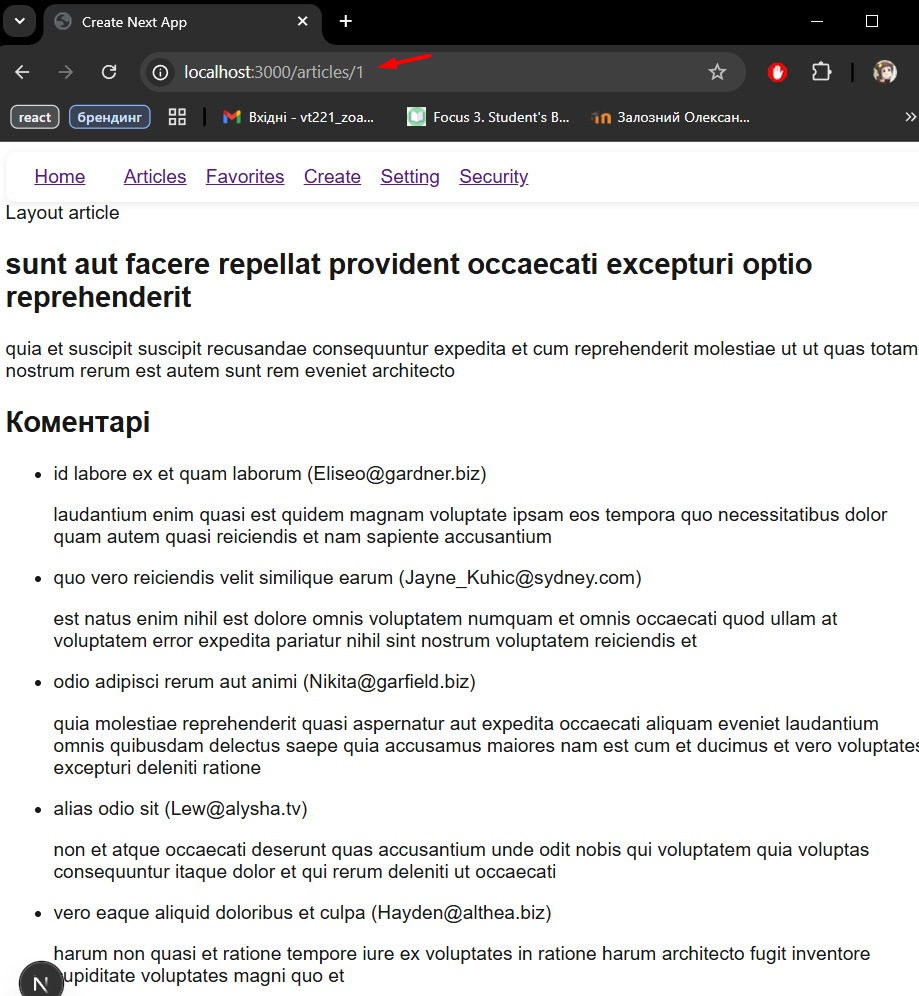 Create Next App
localhost:3000/articles/1
react
брендинг
Вхідні - vt221_zoa...
Focus 3. Student's B...
Залозний Олексан...
Home Articles Favorites Create Setting Security
Layout article
sunt aut facere repellat provident occaecati excepturi optio
reprehenderit
quia et suscipit suscipit recusandae consequuntur expedita et cum reprehenderit molestiae ut ut quas totam
nostrum rerum est autem sunt rem eveniet architecto
Коментарі
id labore ex et quam laborum (Eliseo@gardner.biz)
laudantium enim quasi est quidem magnam voluptate ipsam eos tempora quo necessitatibus dolor
quam autem quasi reiciendis et nam sapiente accusantium
quo vero reiciendis velit similique earum (Jayne_Kuhic@sydney.com)
est natus enim nihil est dolore omnis voluptatem numquam et omnis occaecati quod ullam at
voluptatem error expedita pariatur nihil sint nostrum voluptatem reiciendis et
odio adipisci rerum aut animi (Nikita@garfield.biz)
quia molestiae reprehenderit quasi aspernatur aut expedita occaecati aliquam eveniet laudantium
omnis quibusdam delectus saepe quia accusamus maiores nam est cum et ducimus et vero voluptates
excepturi deleniti ratione
alias odio sit (Lew@alysha.tv)
non et atque occaecati deserunt quas accusantium unde odit nobis qui voluptatem quia voluptas
consequuntur itaque dolor et qui rerum deleniti ut occaecati
vero eaque aliquid doloribus et culpa (Hayden@althea.biz)
harum non quasi et ratione tempore iure ex voluptates in ratione harum architecto fugit inventore
upiditate voluptates magni quo et
N